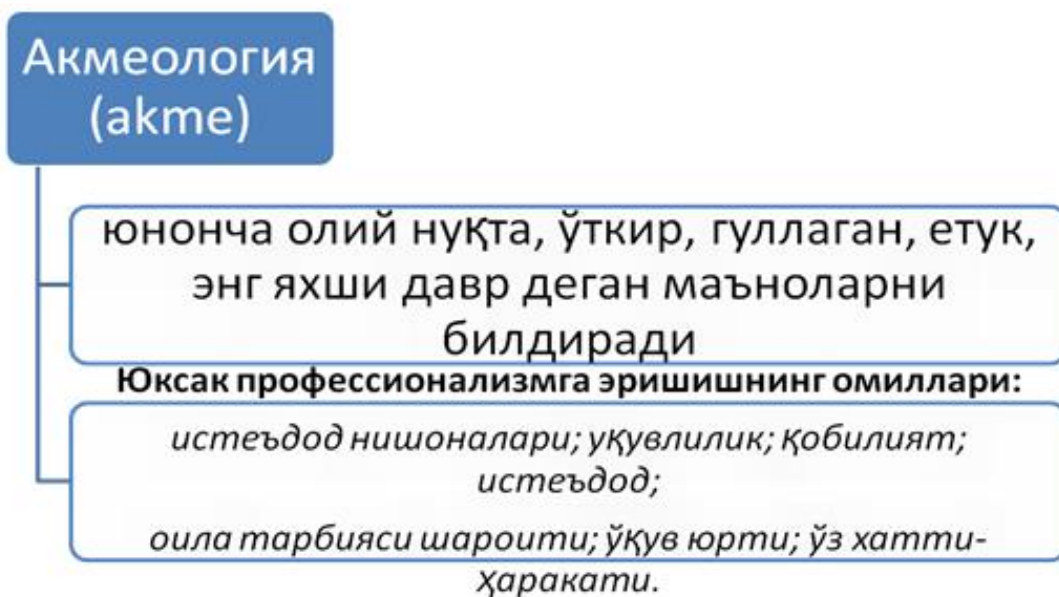 Акмеология
(akme)
юнонча олий нуқта, ўткир, гуллаган, етук,
энг яхши давр деган маъноларни
билдиради
Юксак профессионализмга эришишнинг омиллари:
истеъдод нишоналари; уқувлилик; қобилият;
истеъдод;
оила тарбияси шароити; ўқув юрти; ўз хатти-
ҳаракати.